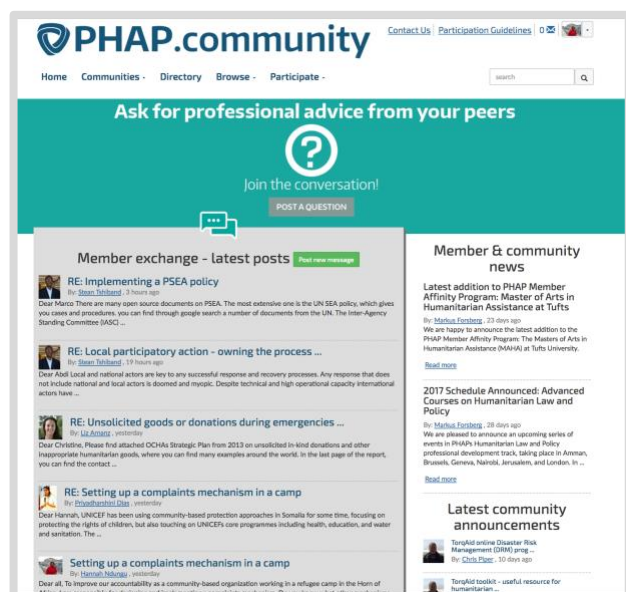 PHAP.community
Contact Us Participation Guidelines 0
Home Communities Directory Browse Participate
search
Ask for professional advice from your peers
?
Join the conversation!
POST A QUESTION
Member exchange - latest posts Post new message
RE: Implementing a PSEA policy
By: Stean Tshiband , 3 hours ago
Dear Marco There are many open source documents on PSEA. The most extensive one is the UN SEA policy, which gives
you cases and procedures. you can find through google search a number of documents from the UN. The Inter-Agency
Standing Committee (IASC) ...
RE: Local participatory action - owning the process ...
By: Stean Tshiband , 19 hours ago
Dear Abdi Local and national actors are key to any successful response and recovery processes. Any response that does
not include national and local actors is doomed and myopic. Despite technical and high operational capacity international
actors have ...
RE: Unsolicited goods or donations during emergencies ...
By: Liz Amanz , yesterday
Dear Christine, Please find attached OCHAs Strategic Plan from 2013 on unsolicited in-kind donations and other
inappropriate humanitarian goods, where you can find many examples around the world. In the last page of the report,
you can find the contact ...
RE: Setting up a complaints mechanism in a camp
By: Priyadharshini Dias , yesterday
Dear Hannah, UNICEF has been using community-based protection approaches in Somalia for some time, focusing on
protecting the rights of children, but also touching on UNICEFs core programmes including health, education, and water
and sanitation. The ...
Setting up a complaints mechanism in a camp
By: Hannah Ndungu , yesterday
Dear all, To improve our accountability as a community-based organization working in a refugee camp in the Horn of
Member & community
news
Latest addition to PHAP Member
Affinity Program: Master of Arts in
Humanitarian Assistance at Tufts
By: Markus Forsberg , 23 days ago
We are happy to announce the latest addition to the
PHAP Member Affinity Program: The Masters of Arts in
Humanitarian Assistance (MAHA) at Tufts University.
Read more
2017 Schedule Announced: Advanced
Courses on Humanitarian Law and
Policy
By: Markus Forsberg , 28 days ago
We are pleased to announce an upcoming series of
events in PHAPs Humanitarian Law and Policy
professional development track, taking place in Amman,
Brussels, Geneva, Nairobi, Jerusalem, and London. In ...
Read more
Latest community
announcements
TorqAid online Disaster Risk
Management (DRM) prog ...
By: Chris Piper , 10 days ago
TorqAid toolkit - useful resource for
humanitarian ...